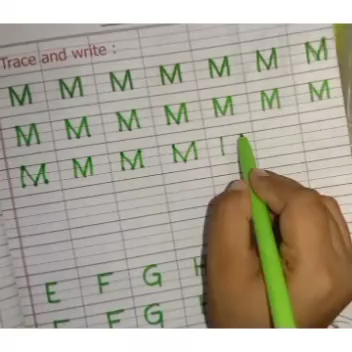 Trace and write :
M M M M M M M
M M M M M M M
M M M M
E F G
G